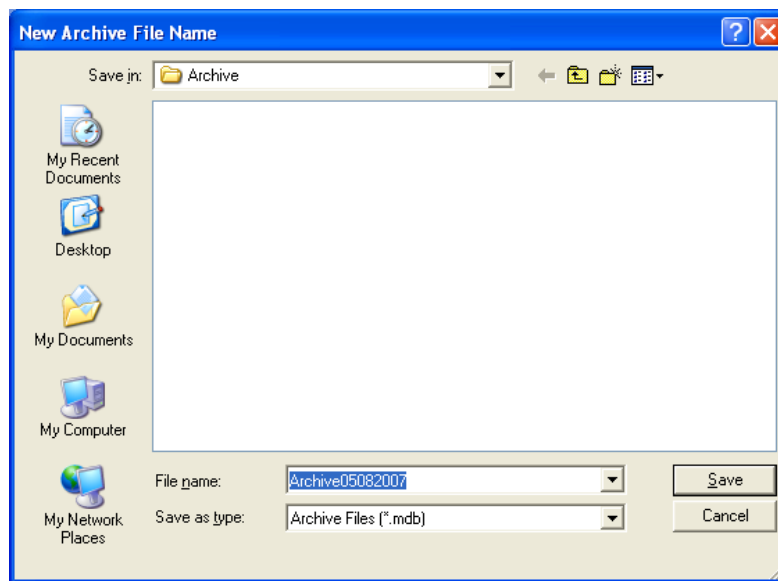 New Archive File Name
Save in: Archive
My Recent
Documents
Desktop
My Documents
My Computer
My Network
Places
File name: Archive05082007 Save
Save as type: Archive Files (*.mdb) Cancel